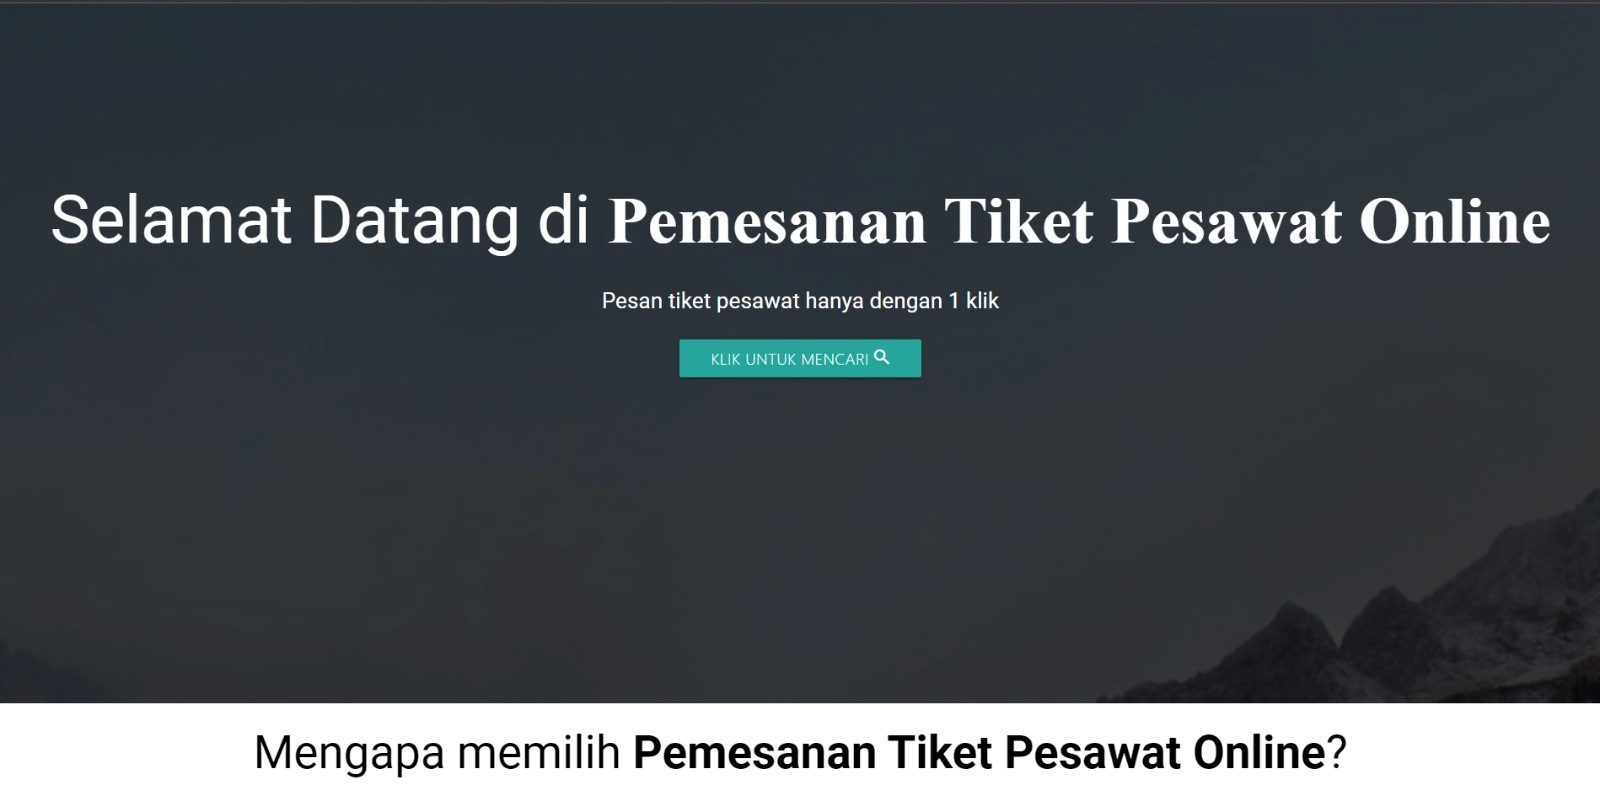 Selamat Datang di Pemesanan Tiket Pesawat Online
Pesan tiket pesawat hanya dengan 1 klik
KLIK UNTUK MENCARI
Mengapa memilih Pemesanan Tiket Pesawat Online?